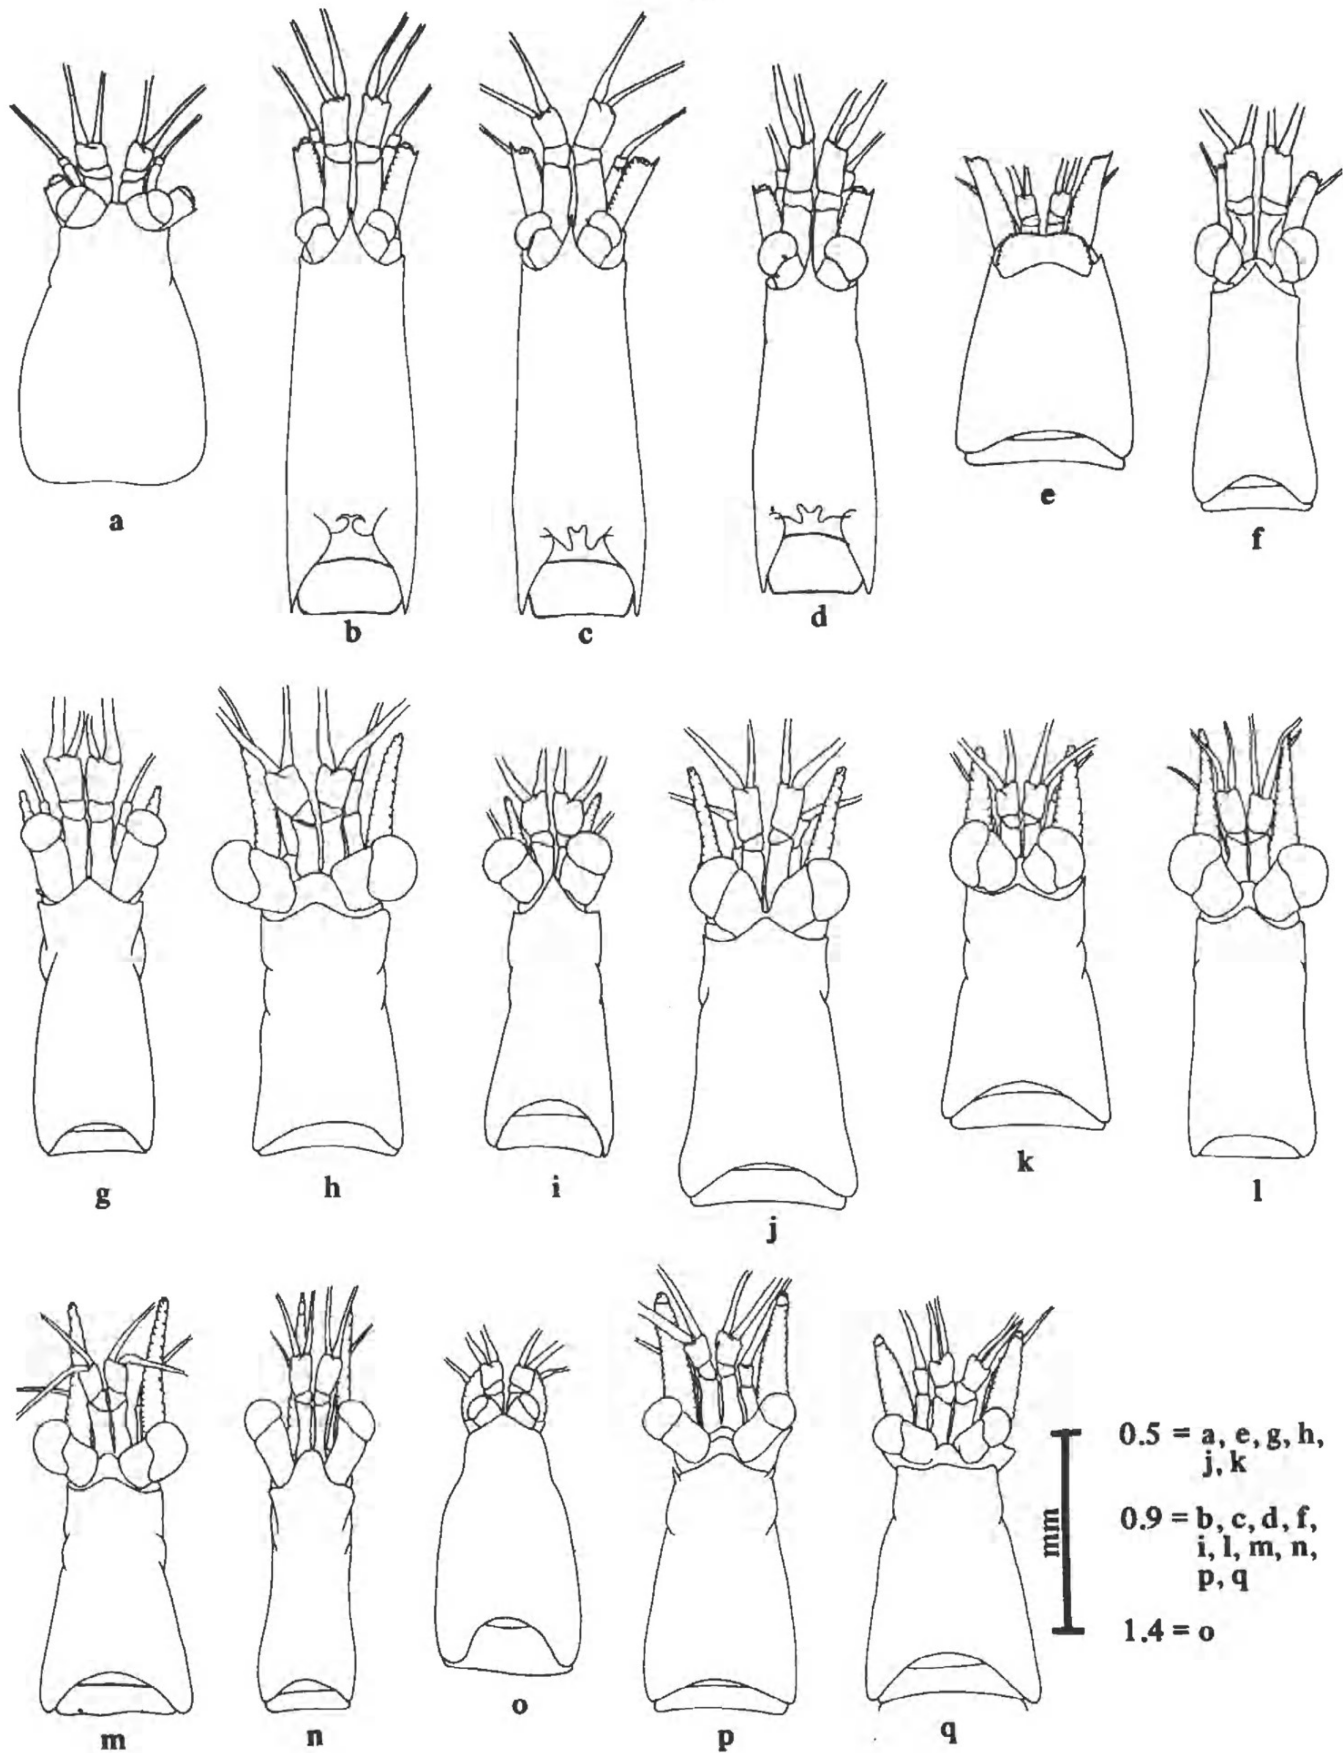 a
b
c
d
e
f
g
h
i
j
k
l
m
n
o
p
q
mm
0.5 = a, e, g, h,
j, k
0.9 = b, c, d, f,
i, l, m, n,
p, q
1.4 = o